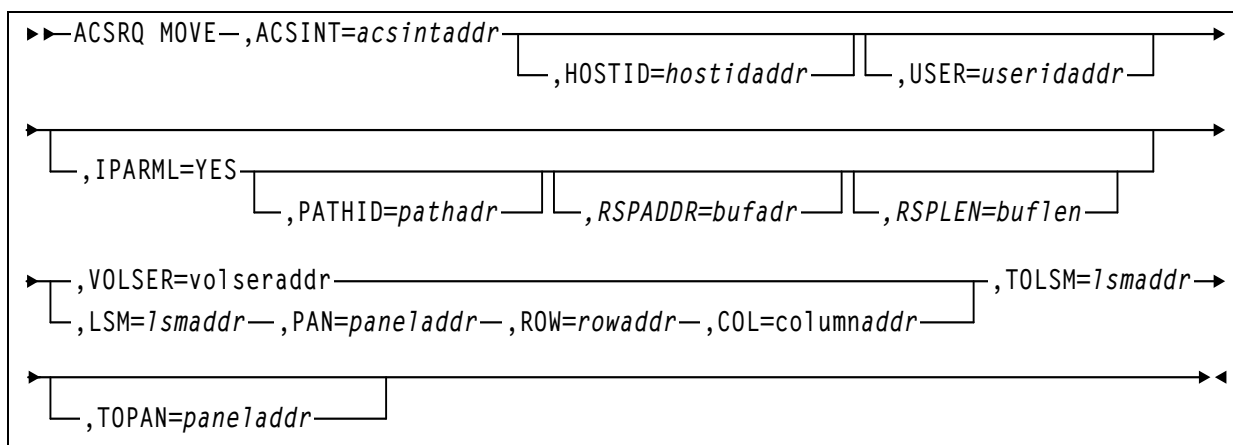 ACSRQ MOVE ,ACSINT=acsintaddr
,HOSTID=hostidaddr ,USER=useridaddr
,IPARML=YES
,PATHID=pathadr ,RSPADDR=bufadr ,RSPLEN=buflen
,VOLSER=volseraddr ,TOLSM=lsmaddr
,LSM=lsmaddr ,PAN=paneladdr ,ROW=rowaddr ,COL=columnaddr
,TOPAN=paneladdr